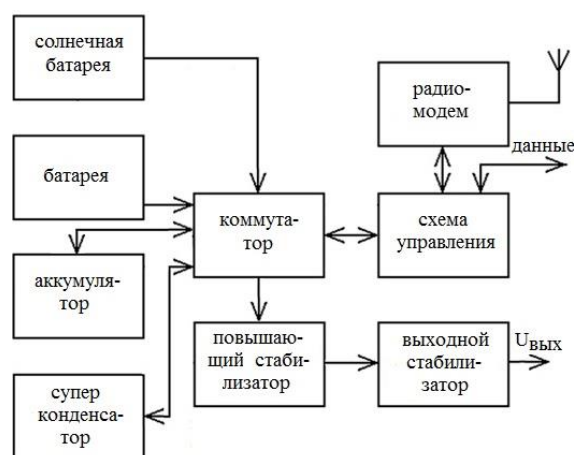 солнечная
батарея
батарея
аккумуля-
тор
супер
конденса-
тор
коммута-
тор
повышаю-
щий стаби-
лизатор
радио-
модем
данные
схема
управления
выходной
стабили-
затор
Uвых